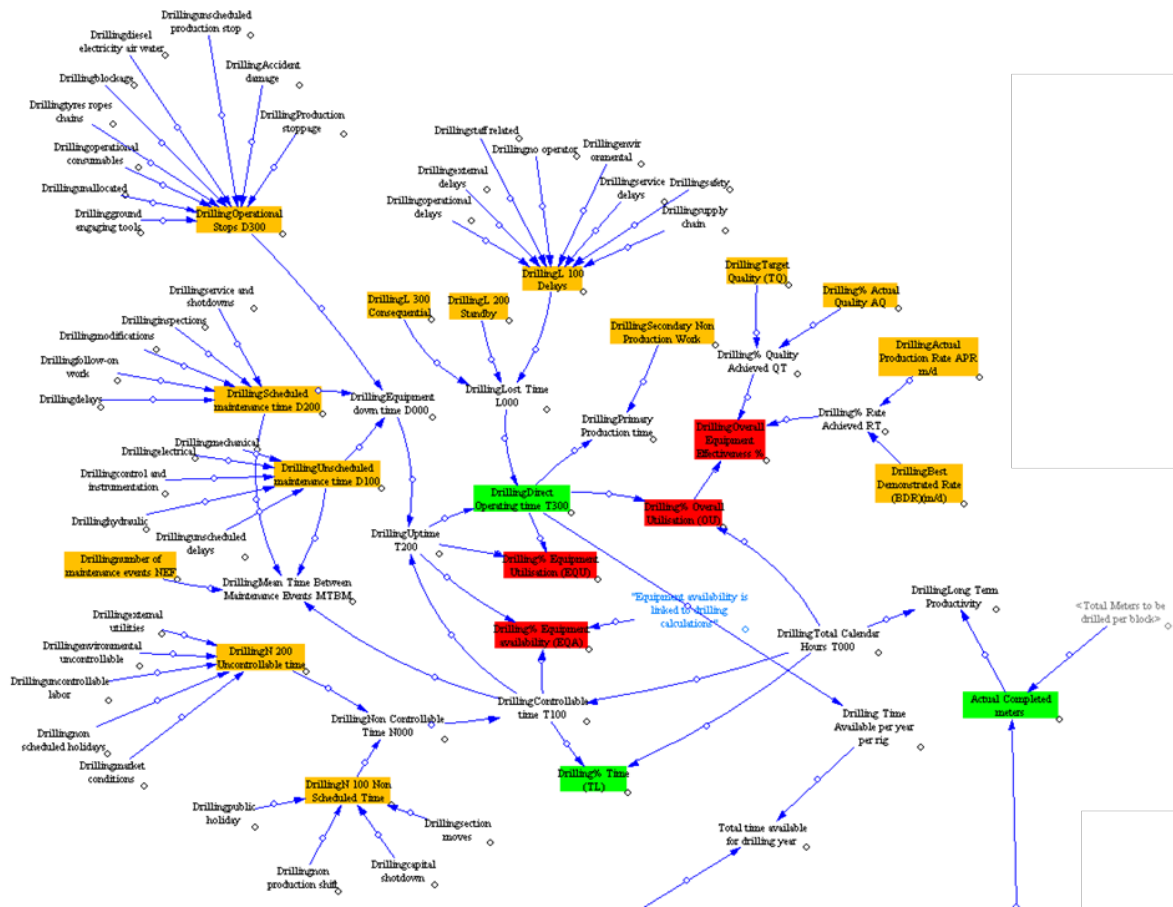 Drillingunscheduled
production stop
Drillingdiesel
electricity air water
DrillingAccident
damage
Drillingblockage
Drillingtyres ropes
chains
DrillingProduction
stoppage
Drillingoperational
consumables
Drillingunallocated
Drillingground
engaging tools
DrillingOperational
Stops D300
Drillingstaff related
Drillingno operator
Drillingenvir
onmental
Drillingexternal
delays
Drillingservice
delays
Drillingsafety
Drillingoperational
delays
Drillingsupply
chain
DrillingL 100
Delays
DrillingTarget
Quality (TQ)
Drilling% Actual
Quality AQ
Drillingservice and
shotdowns
Drillinginspections
Drillingmodifications
Drillingfollow-on
work
Drillingdelays
DrillingScheduled
maintenance time D200
DrillingL 300
Consequential
DrillingL 200
Standby
DrillingSecondary Non
Production Work
Drilling% Quality
Achieved QT
DrillingActual
Production Rate APR
m/d
DrillingEquipment
down time D000
DrillingLost Time
L000
DrillingPrimary
Production time
DrillingOverall
Equipment
Effectiveness %
Drilling% Rate
Achieved RT
DrillingBest
Demonstrated Rate
(BDR)(m/d)
Drillingmechanical
Drillingelectrical
Drillingcontrol and
instrumentation
Drillinghydraulic
Drillingunscheduled
delays
DrillingUnscheduled
maintenance time D100
DrillingDirect
Operating time T300
Drilling% Overall
Utilisation (OU)
DrillingUptime
T200
Drilling% Equipment
Utilisation (EQU)
Drillingnumber of
maintenance events NEF
DrillingMean Time Between
Maintenance Events MTBM
"Equipment availability is
linked to drilling
calculations"
Drilling% Equipment
availability (EQA)
DrillingLong Term
Productivity
<Total Meters to be
drilled per block>
DrillingTotal Calendar
Hours T000
Drillingexternal
utilities
Drillingenvironmental
uncontrollable
Drillinguncontrollable
labor
Drillingnon
scheduled holidays
Drillingmarket
conditions
DrillingN 200
Uncontrollable time
DrillingNon Controllable
Time N000
DrillingControllable
time T100
Drilling Time
Available per year
per rig
Actual Completed
meters
Drilling% Time
(TL)
DrillingN 100 Non
Scheduled Time
Drillingpublic
holiday
Drillingnon
production shift
Drillingcapital
shotdown
Drillingsection
moves
Total time available
for drilling year